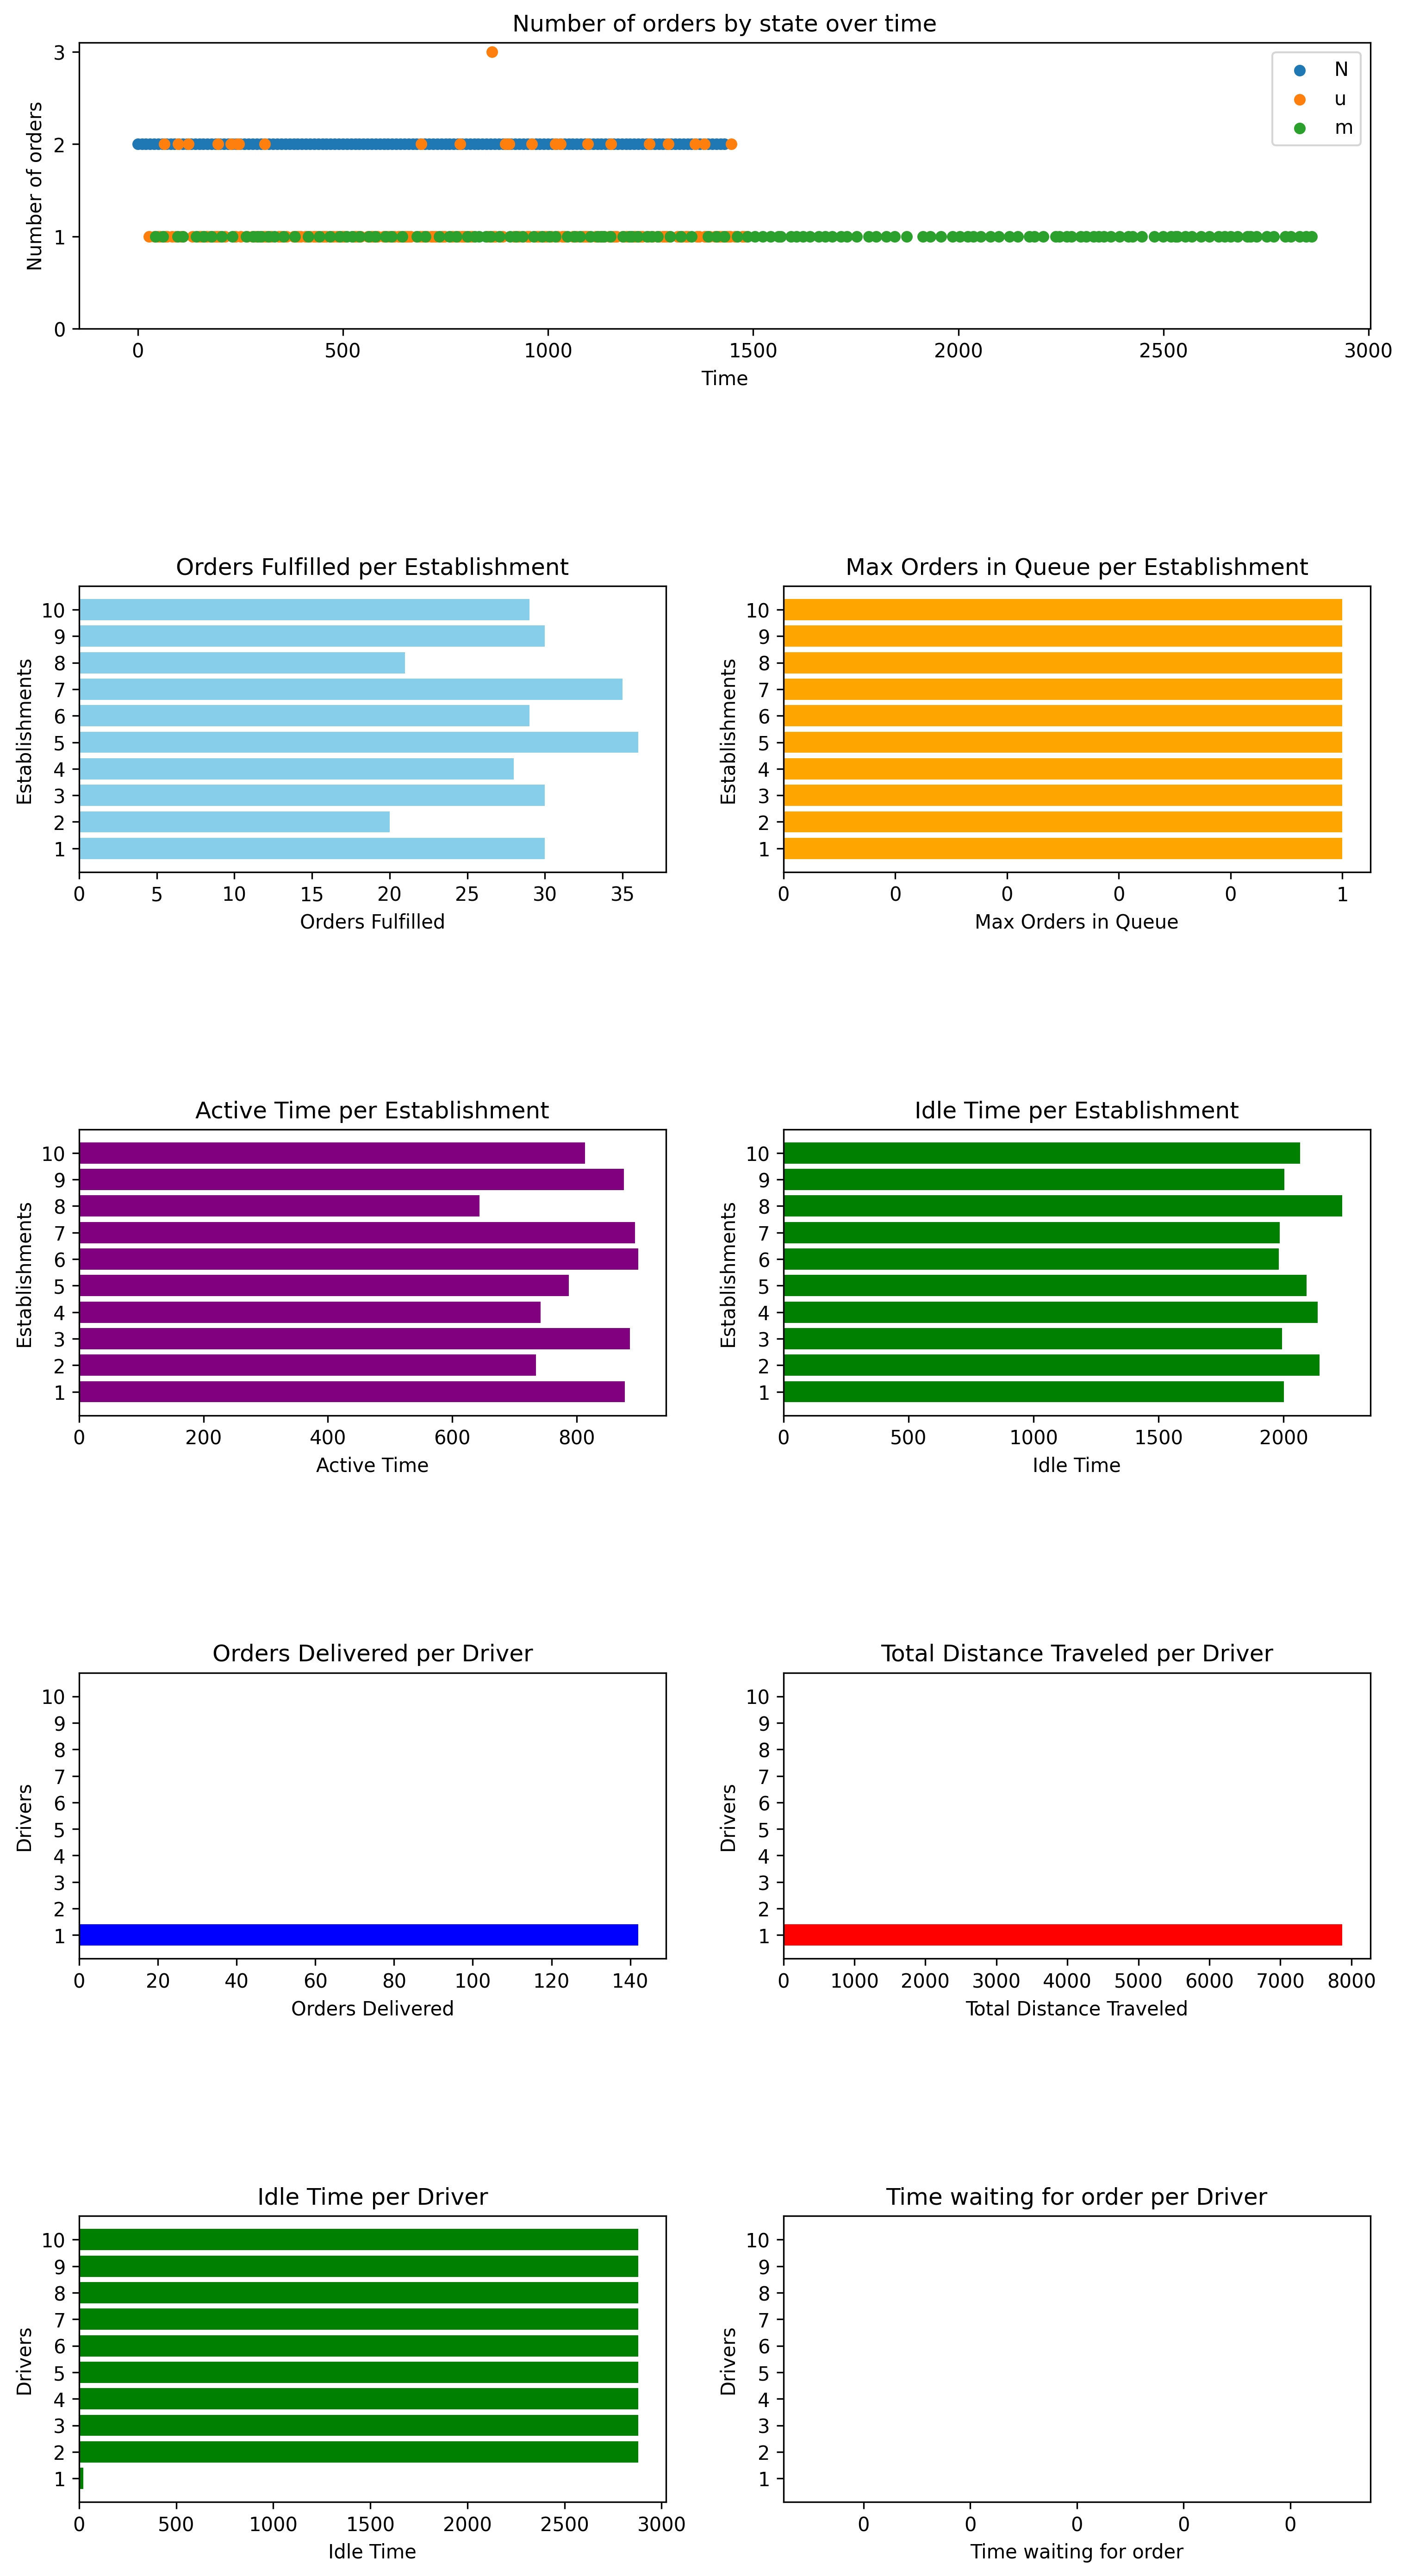 Number of orders by state over time
Number of orders
3
2
1
0
N
u
m
0 500 1000 1500 2000 2500 3000
Time
Orders Fulfilled per Establishment
Establishments
10
9
8
7
6
5
4
3
2
1
0 5 10 15 20 25 30 35
Orders Fulfilled
Max Orders in Queue per Establishment
Establishments
10
9
8
7
6
5
4
3
2
1
0 0 0 0 0 1
Max Orders in Queue
Active Time per Establishment
Establishments
10
9
8
7
6
5
4
3
2
1
0 200 400 600 800
Active Time
Idle Time per Establishment
Establishments
10
9
8
7
6
5
4
3
2
1
0 500 1000 1500 2000
Idle Time
Orders Delivered per Driver
Drivers
10
9
8
7
6
5
4
3
2
1
0 20 40 60 80 100 120 140
Orders Delivered
Total Distance Traveled per Driver
Drivers
10
9
8
7
6
5
4
3
2
1
0 1000 2000 3000 4000 5000 6000 7000 8000
Total Distance Traveled
Idle Time per Driver
Drivers
10
9
8
7
6
5
4
3
2
1
0 500 1000 1500 2000 2500 3000
Idle Time
Time waiting for order per Driver
Drivers
10
9
8
7
6
5
4
3
2
1
0 0 0 0 0
Time waiting for order